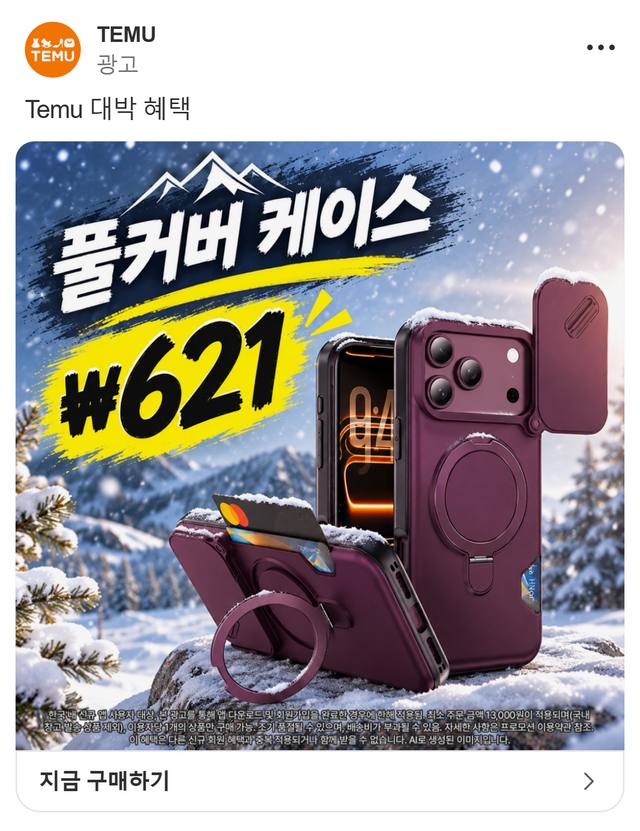 TEMU
TEMU
광고
Temu 대박 혜택
풀커버 케이스
₩621
9:4
한국 내 신규 앱 사용자 대상, 본 광고를 통해 앱 다운로드 및 회원가입을 완료한 경우에 한해 적용됨. 최소 주문 금액 13,000원이 적용되며(국내
창고 발송 상품 제외), 이용자당 1개의 상품만 구매 가능. 조기 품절될 수 있으며, 배송비가 부과될 수 있음. 자세한 사항은 프로모션 이용약관 참조.
이 혜택은 다른 신규 회원 혜택과 중복 적용되거나 함께 받을 수 없습니다. AI로 생성된 이미지입니다.
지금 구매하기